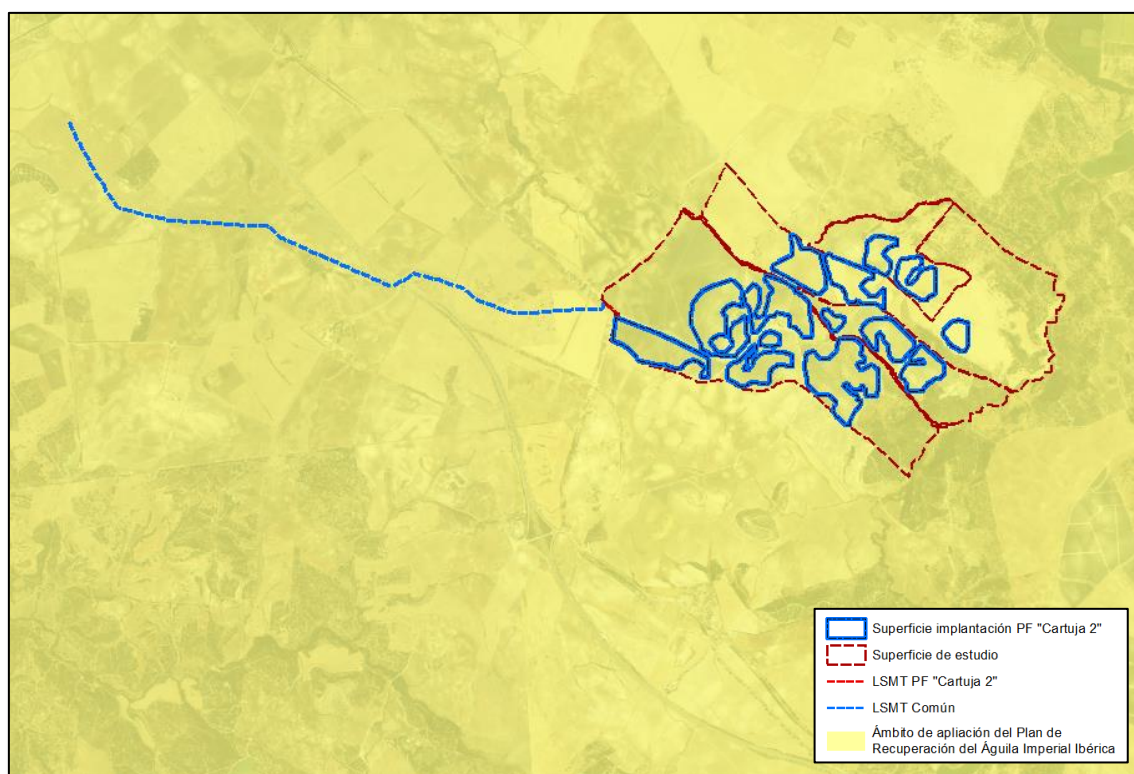 Superficie implantación PF "Cartuja 2"
Superficie de estudio
LSMT PF "Cartuja 2"
LSMT Común
Ámbito de apliación del Plan de
Recuperación del Águila Imperial Ibérica